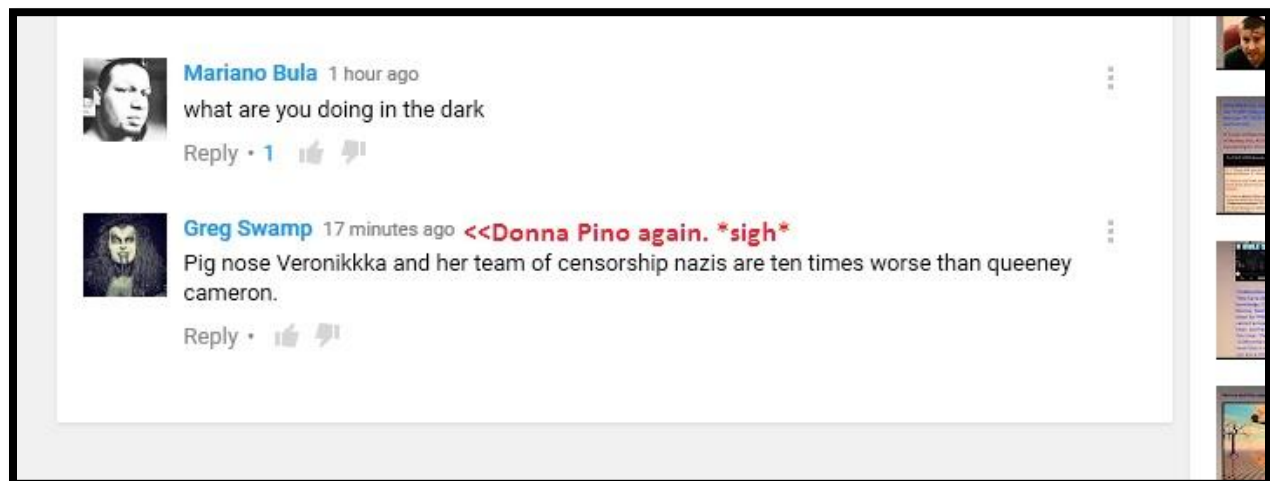 Mariano Bula 1 hour ago
what are you doing in the dark
Reply • 1
Greg Swamp 17 minutes ago <<Donna Pino again. *sigh*
Pig nose Veronikkka and her team of censorship nazis are ten times worse than queeney
cameron.
Reply •